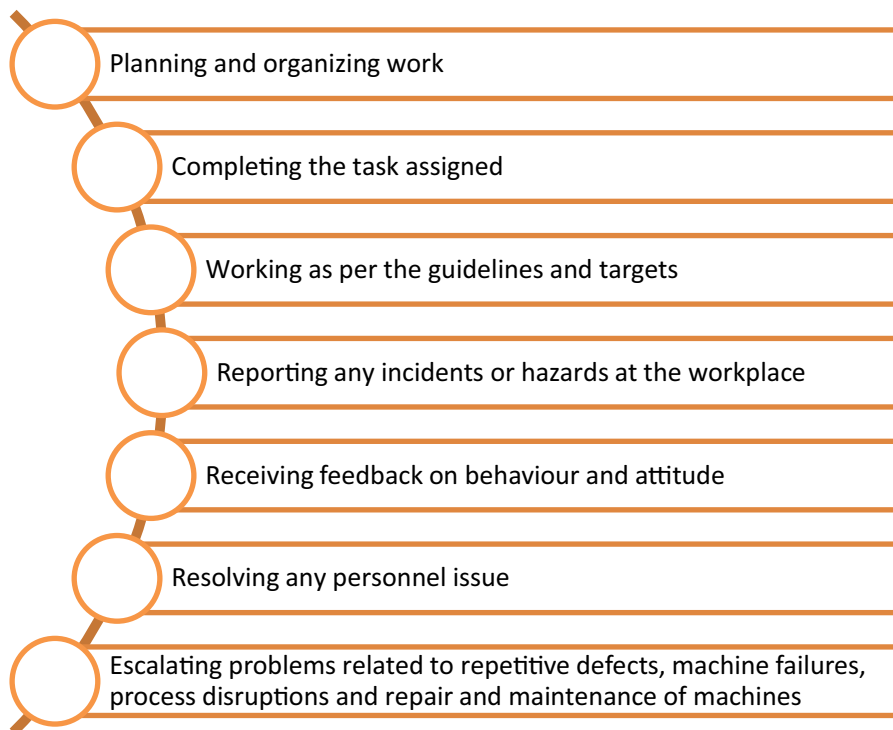 Planning and organizing work
Completing the task assigned
Working as per the guidelines and targets
Reporting any incidents or hazards at the workplace
Receiving feedback on behaviour and attitude
Resolving any personnel issue
Escalating problems related to repetitive defects, machine failures,
process disruptions and repair and maintenance of machines